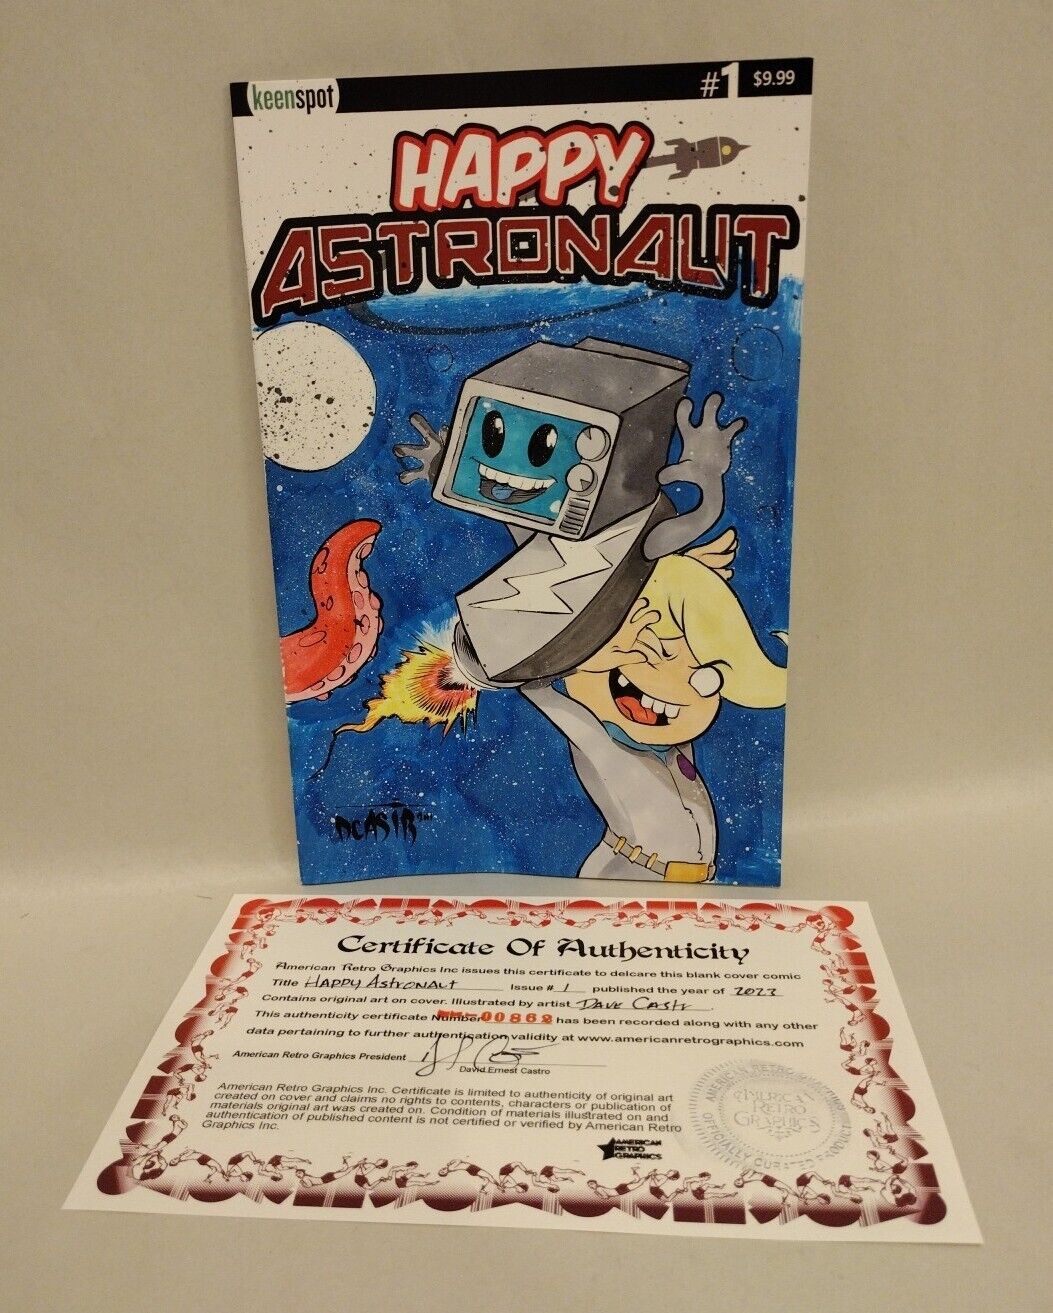 keenspot
#1 $9.99
HAPPY
ASTRONAUT
DCASTR
Certificate Of Authenticity
American Retro Graphics Inc issues this certificate to delcare this blank cover comic
Title Happy Astronaut Issue # 1 published the year of 2023
Contains original art on cover. Illustrated by artist Dave Castr.
This authenticity certificate Number 00862 has been recorded along with any other
data pertaining to further authentication validity at www.americanretrographics.com
American Retro Graphics President
David Ernest Castro
American Retro Graphics Inc. Certificate is limited to authenticity of original art
created on cover and claims no rights to contents, characters or publication of
materials original art was created on. Condition of materials illustrated on and
authentication of published content is not certified or verified by American Retro
Graphics Inc.
AMERICAN
RETRO
GRAPHICS
AMERICAN
RETRO
GRAPHICS
OFFICIALLY CURATED PRODUCT